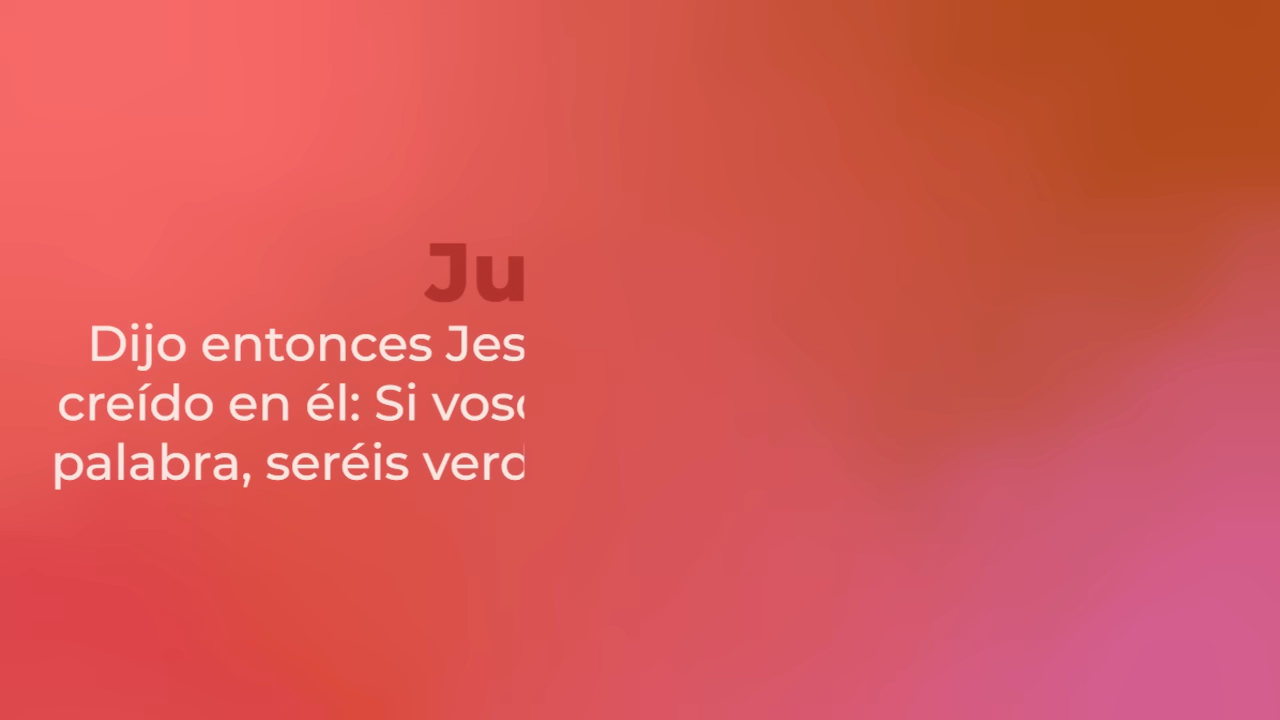 Ju
Dijo entonces Jes
creído en él: Si vos
palabra, seréis verd